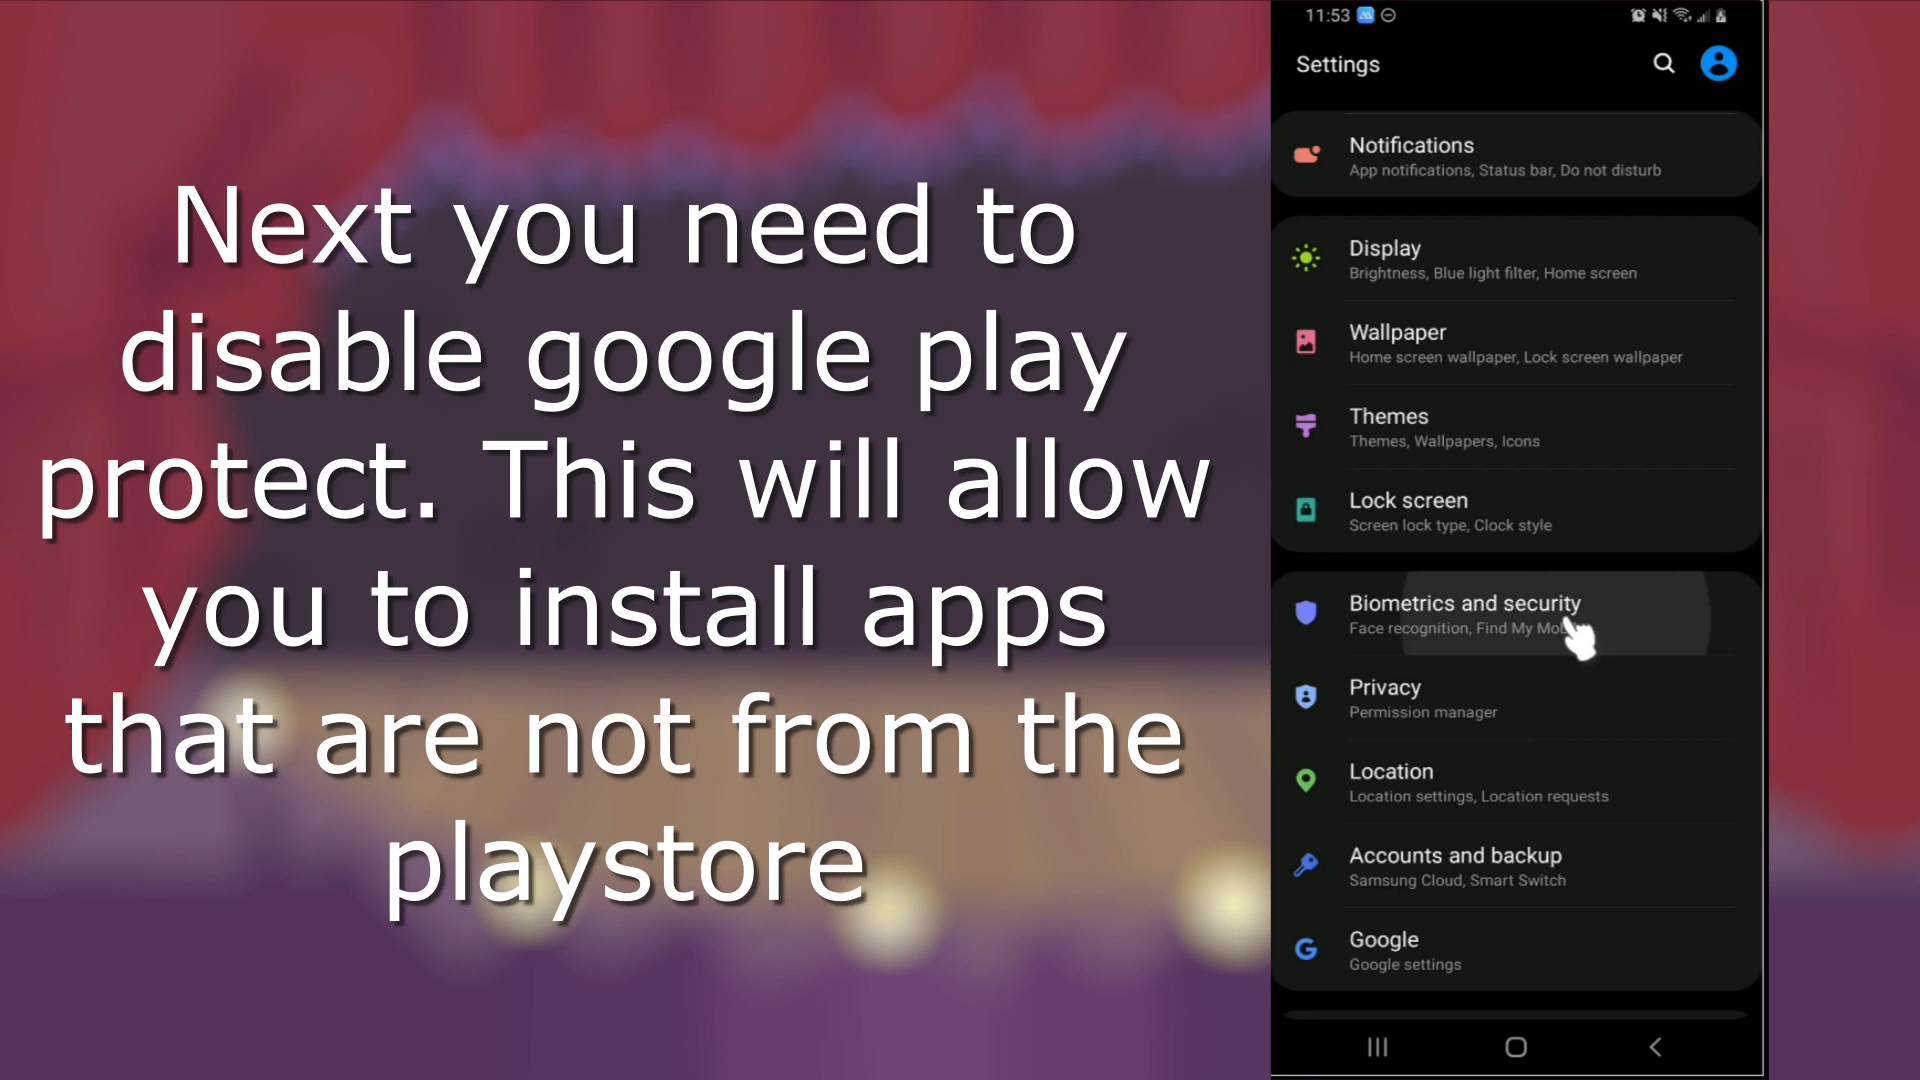 Next you need to
disable google play
protect. This will allow
you to install apps
that are not from the
playstore
11:53
Settings
Notifications
App notifications, Status bar, Do not disturb
Display
Brightness, Blue light filter, Home screen
Wallpaper
Home screen wallpaper, Lock screen wallpaper
Themes
Themes, Wallpapers, Icons
Lock screen
Screen lock type, Clock style
Biometrics and security
Face recognition, Find My
Privacy
Permission manager
Location
Location settings, Location requests
Accounts and backup
Samsung Cloud, Smart Switch
Google
Google settings